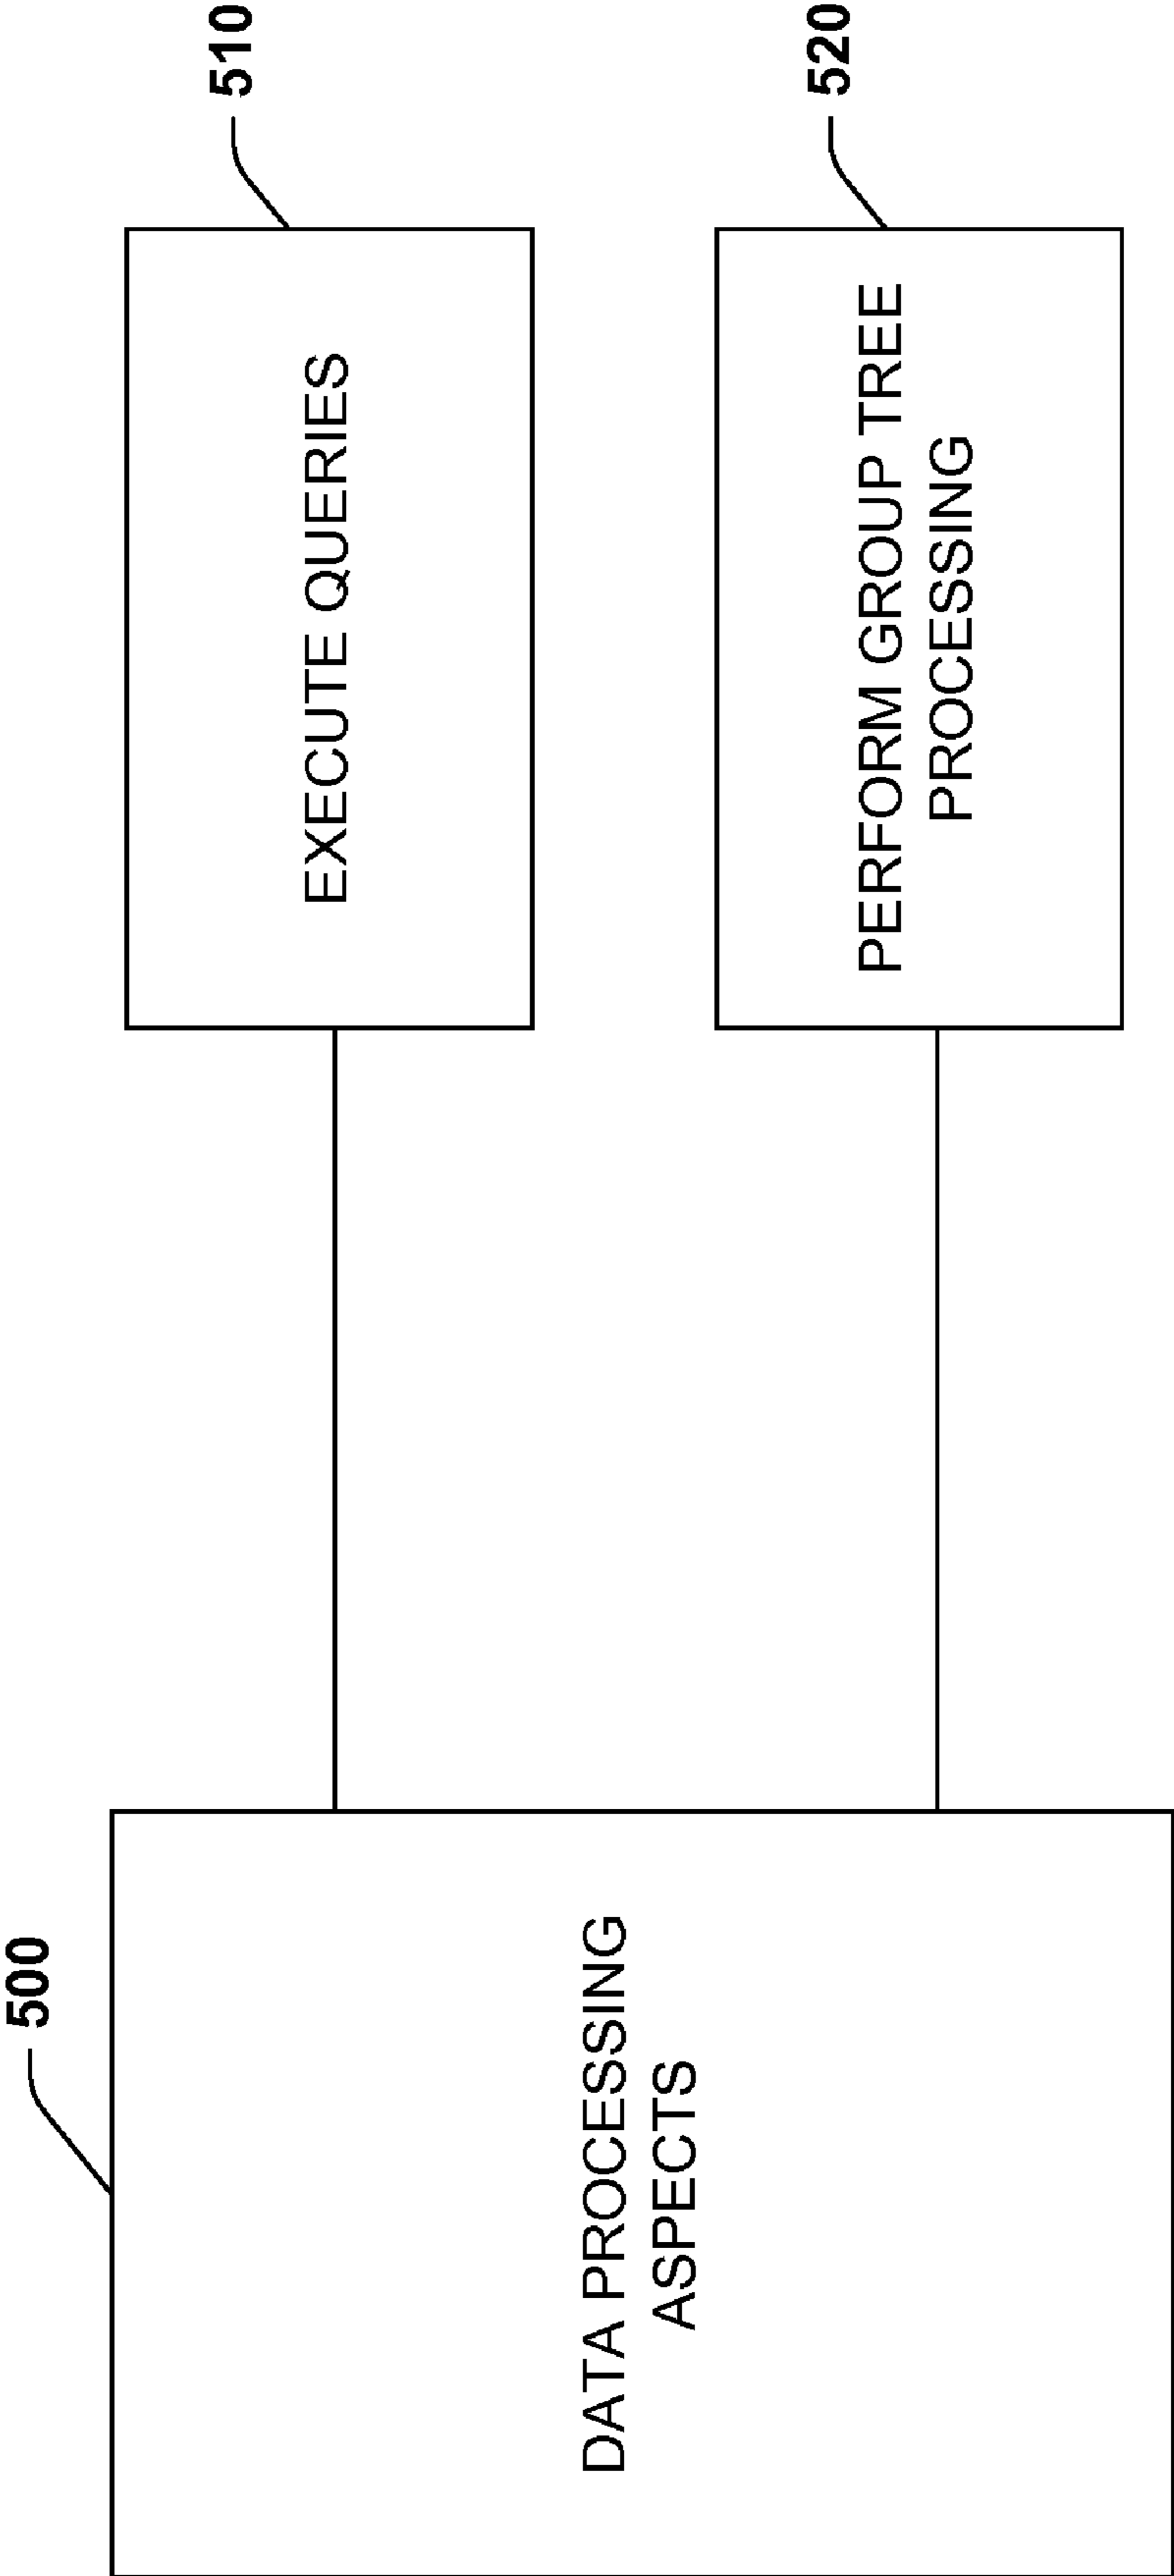 500
DATA PROCESSING
ASPECTS
510
EXECUTE QUERIES
520
PERFORM GROUP TREE
PROCESSING